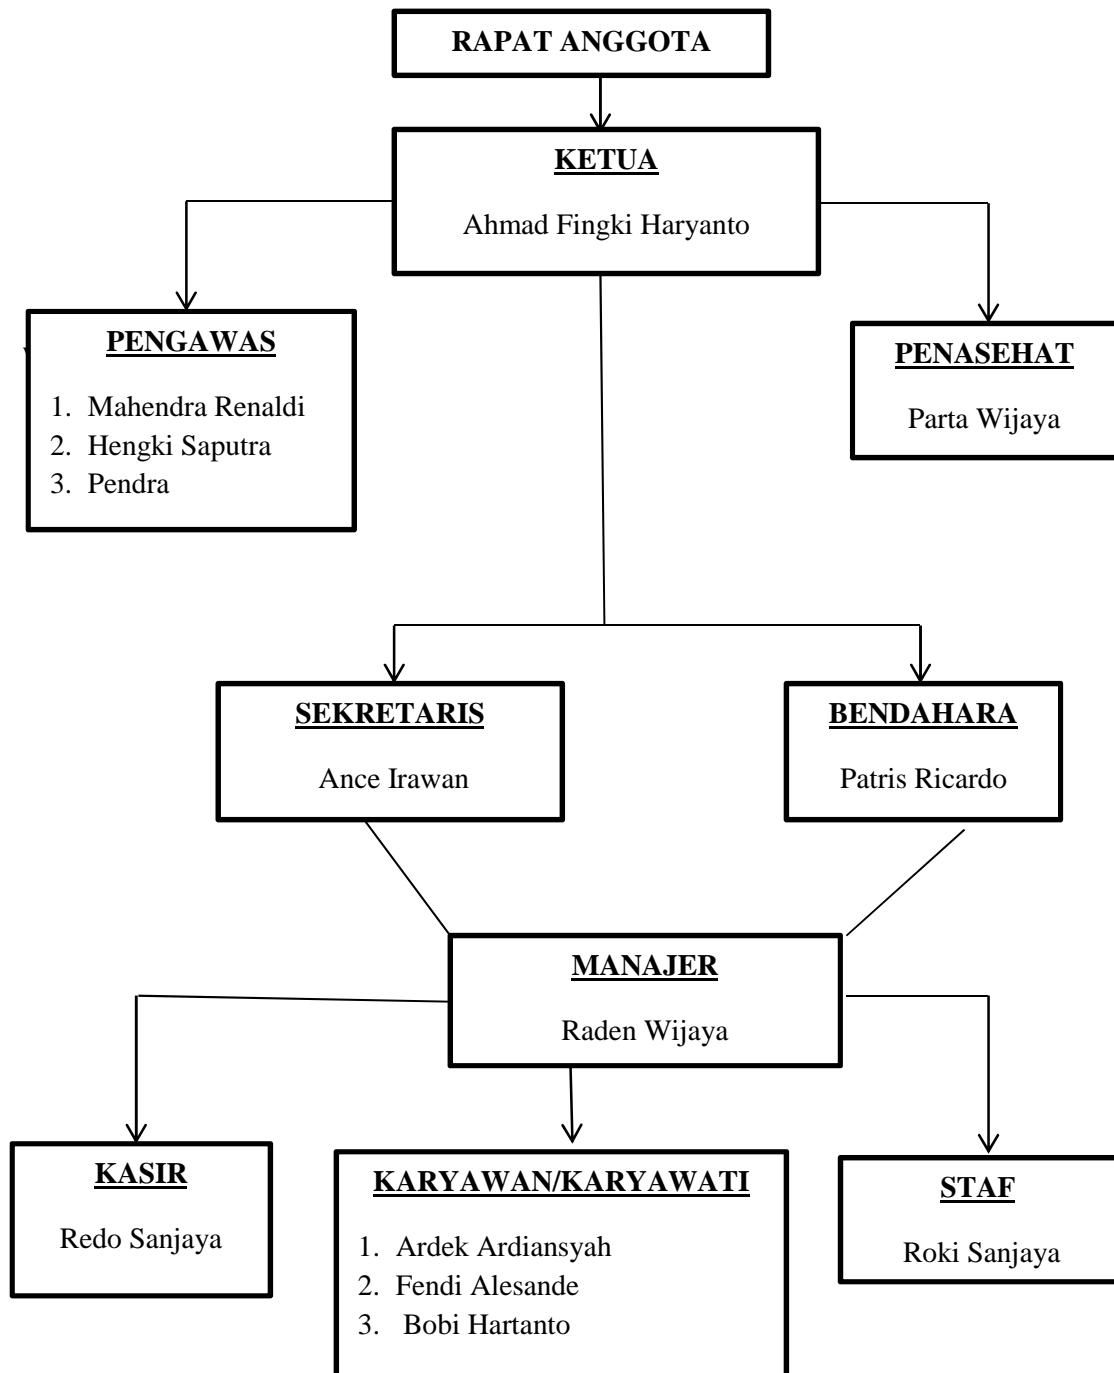 RAPAT ANGGOTA
KETUA
Ahmad Fingki Haryanto
PENGAWAS
1. Mahendra Renaldi
2. Hengki Saputra
3. Pendra
PENASEHAT
Parta Wijaya
SEKRETARIS
Ance Irawan
BENDAHARA
Patris Ricardo
MANAJER
Raden Wijaya
KASIR
Redo Sanjaya
KARYAWAN/KARYAWATI
1. Ardek Ardiansyah
2. Fendi Alesande
3. Bobi Hartanto
STAF
Roki Sanjaya